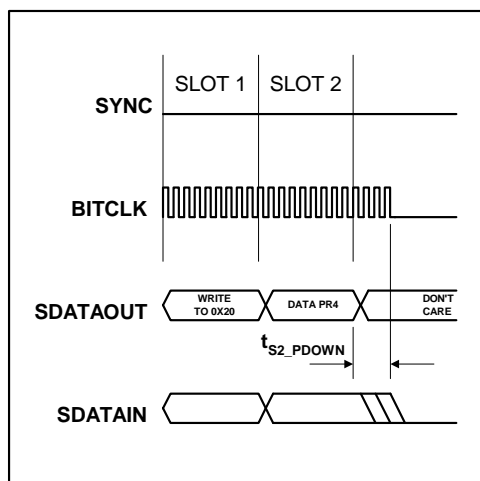 SLOT 1 SLOT 2
SYNC
BITCLK
WRITE
TO 0X20
DATA PR4
DON'T
CARE
SDATAOUT
tS2_PDOWN
SDATAIN